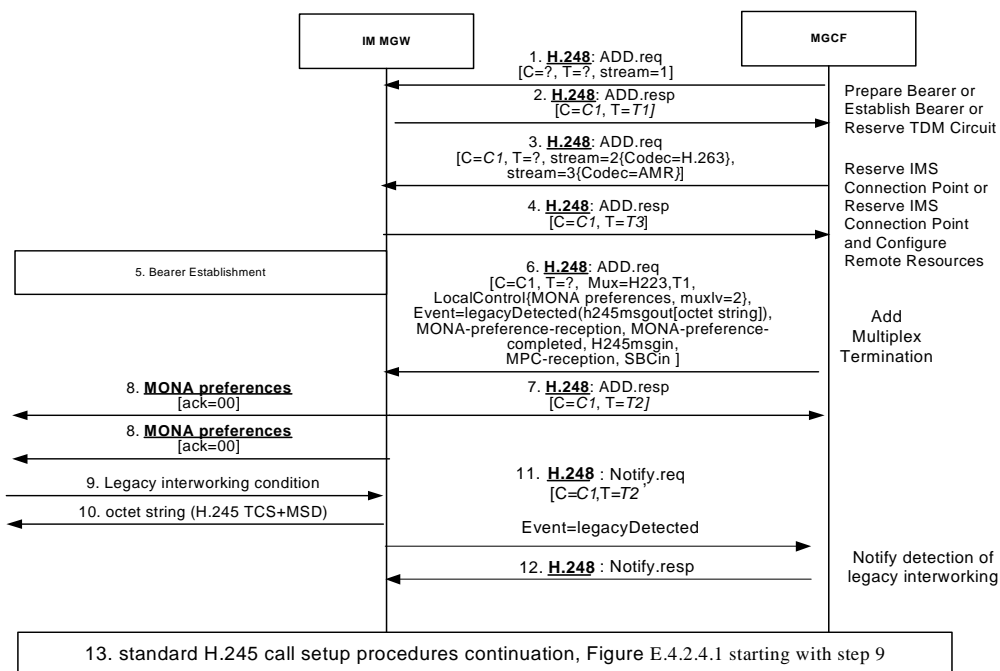 IM MGW
MGCF
1. H.248: ADD.req
[C=?, T=?, stream=1]
Prepare Bearer or
Establish Bearer or
Reserve TDM Circuit
2. H.248: ADD.resp
[C=C1, T=T1]
3. H.248: ADD.req
[C=C1, T=?, stream=2{Codec=H.263},
stream=3{Codec=AMR}]
Reserve IMS
Connection Point or
Reserve IMS
Connection Point
and Configure
Remote Resources
4. H.248: ADD.resp
[C=C1, T=T3]
5. Bearer Establishment
6. H.248: ADD.req
[C=C1, T=?, Mux=H223,T1,
LocalControl{MONA preferences, muxlv=2},
Event=legacyDetected(h245msgout[octet string]),
MONA-preference-reception, MONA-preference-
completed, H245msgin,
MPC-reception, SBCin ]
Add
Multiplex
Termination
8. MONA preferences
[ack=00]
7. H.248: ADD.resp
[C=C1, T=T2]
8. MONA preferences
[ack=00]
9. Legacy interworking condition
10. octet string (H.245 TCS+MSD)
11. H.248 : Notify.req
[C=C1,T=T2 ,
Event=legacyDetected
12. H.248 : Notify.resp
Notify detection of
legacy interworking
13. standard H.245 call setup procedures continuation, Figure E.4.2.4.1 starting with step 9